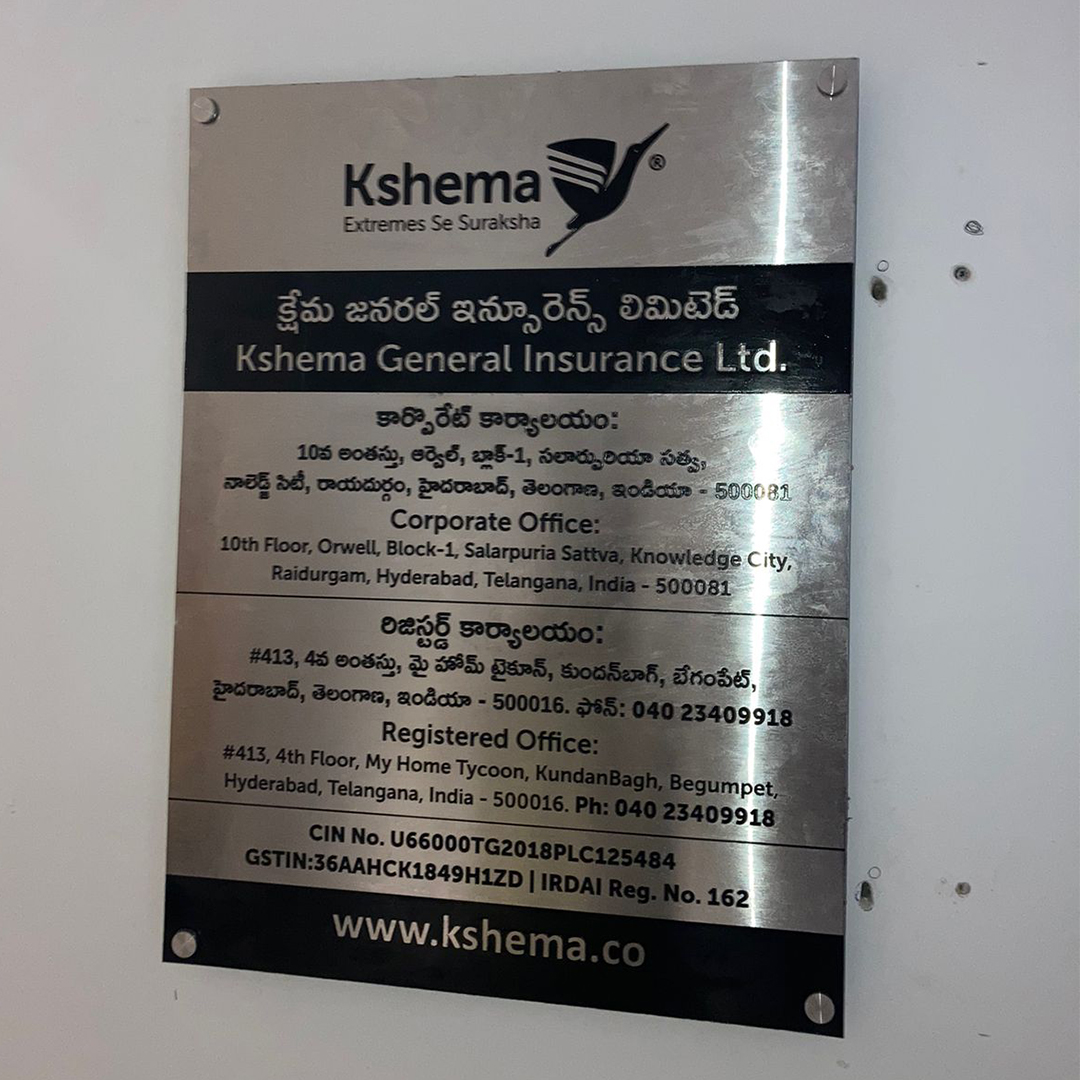 Kshema ®
Extremes Se Suraksha
క్షేమ జనరల్ ఇన్సూరెన్స్ లిమిటెడ్
Kshema General Insurance Ltd.
కార్పొరేట్ కార్యాలయం:
10వ అంతస్తు, ఆర్వెల్, బ్లాక్-1, సలార్పురియా సత్వ,
నాలెడ్జ్ సిటీ, రాయదుర్గం, హైదరాబాద్, తెలంగాణ, ఇండియా - 500081
Corporate Office:
10th Floor, Orwell, Block-1, Salarpuria Sattva, Knowledge City,
Raidurgam, Hyderabad, Telangana, India - 500081
రిజిస్టర్డ్ కార్యాలయం:
#413, 4వ అంతస్తు, మై హోమ్ టైకూన్, కుందన్‌బాగ్, బేగంపేట్,
హైదరాబాద్, తెలంగాణ, ఇండియా - 500016. ఫోన్: 040 23409918
Registered Office:
#413, 4th Floor, My Home Tycoon, KundanBagh, Begumpet,
Hyderabad, Telangana, India - 500016. Ph: 040 23409918
CIN No. U66000TG2018PLC125484
GSTIN:36AAHCK1849H1ZD | IRDAI Reg. No. 162
www.kshema.co